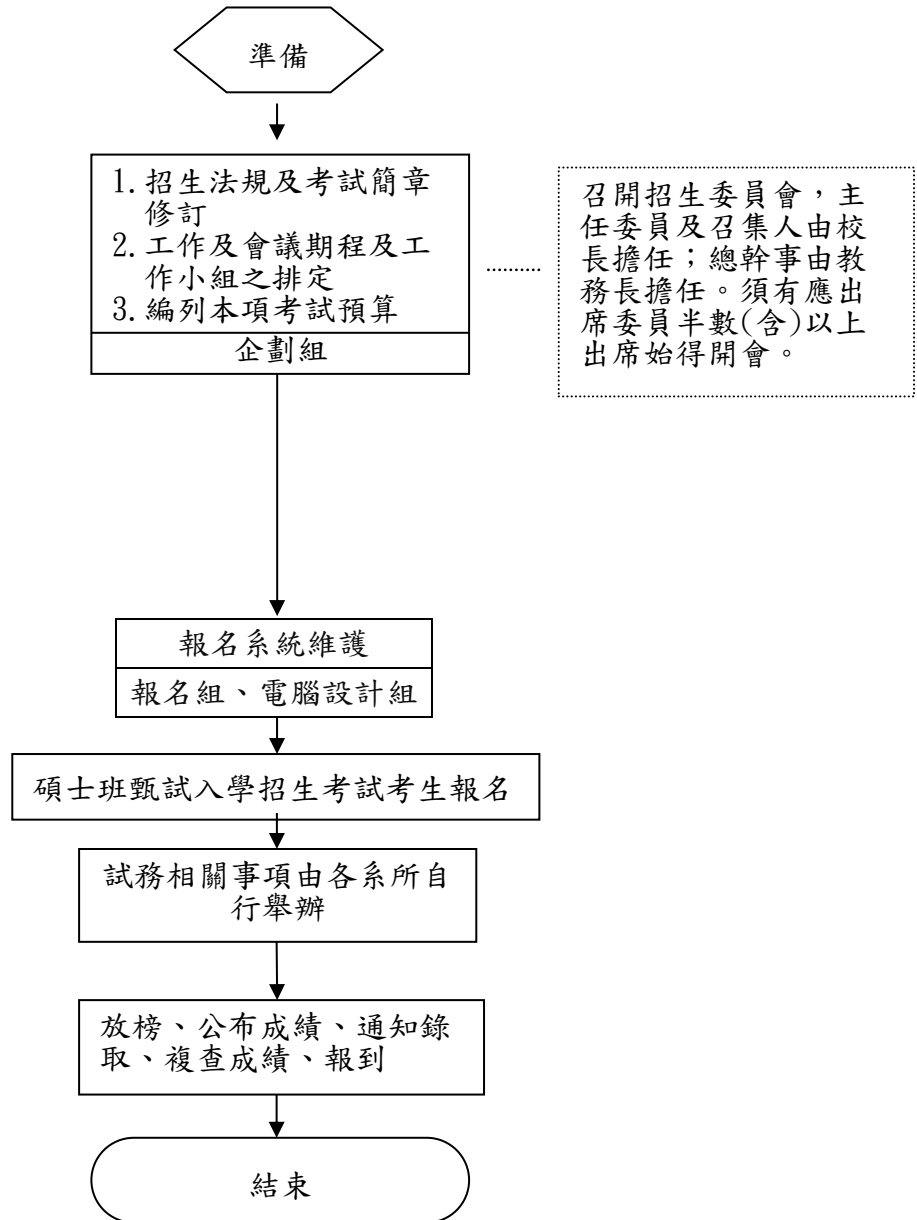 準備
1.招生法規及考試簡章
修訂
2.工作及會議期程及工
作小組之排定
3.編列本項考試預算
企劃組
召開招生委員會，主
任委員及召集人由校
長擔任；總幹事由教
務長擔任。須有應出
席委員半數(含)以上
出席始得開會。
報名系統維護
報名組、電腦設計組
碩士班甄試入學招生考試考生報名
試務相關事項由各系所自
行舉辦
放榜、公布成績、通知錄
取、複查成績、報到
結束